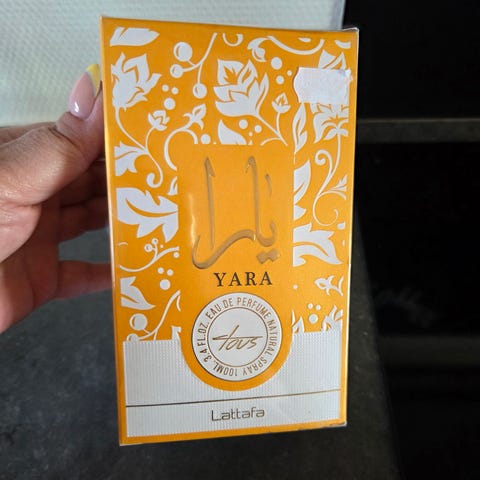 يارا
YARA
EAU DE PERFUME NATURAL SPRAY 100ML. 3.4 FL.OZ.
Tous
Lattafa